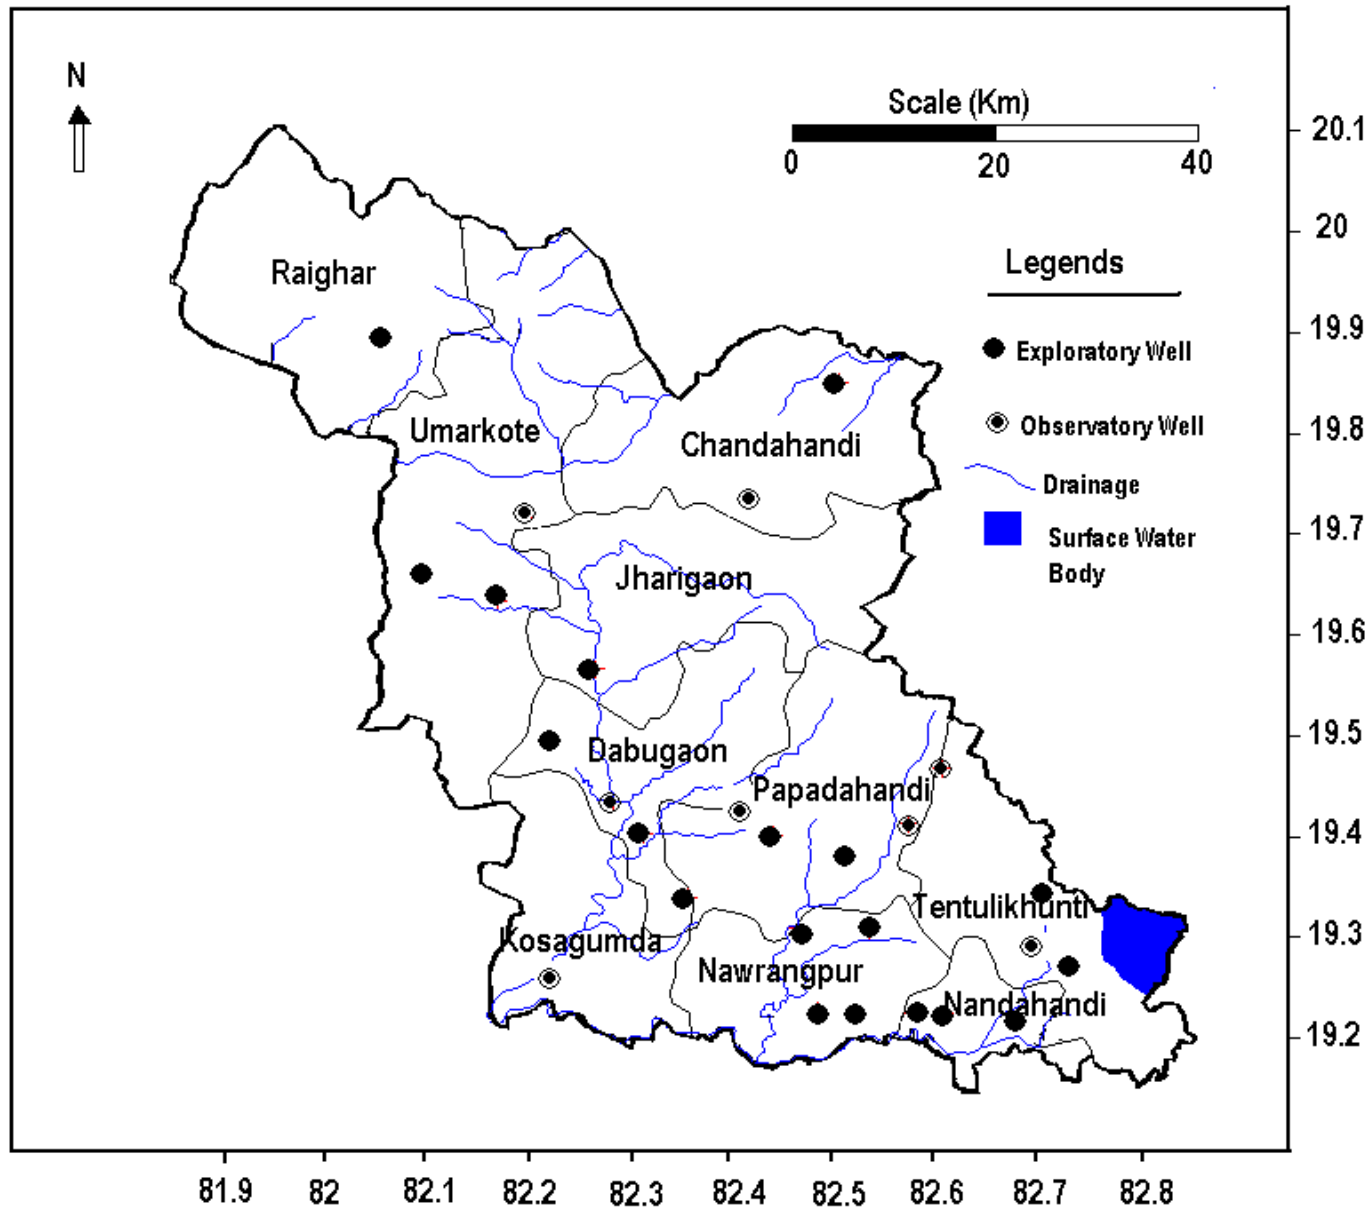 N
Scale (Km)
0 20 40
Legends
Exploratory Well
Observatory Well
Drainage
Surface Water
Body
Raighar
Umarkote
Chandahandi
Jharigaon
Dabugaon
Papadahandi
Tentulikhunti
Kosagumda
Nawrangpur
Nandahandi
20.1
20
19.9
19.8
19.7
19.6
19.5
19.4
19.3
19.2
81.9 82 82.1 82.2 82.3 82.4 82.5 82.6 82.7 82.8